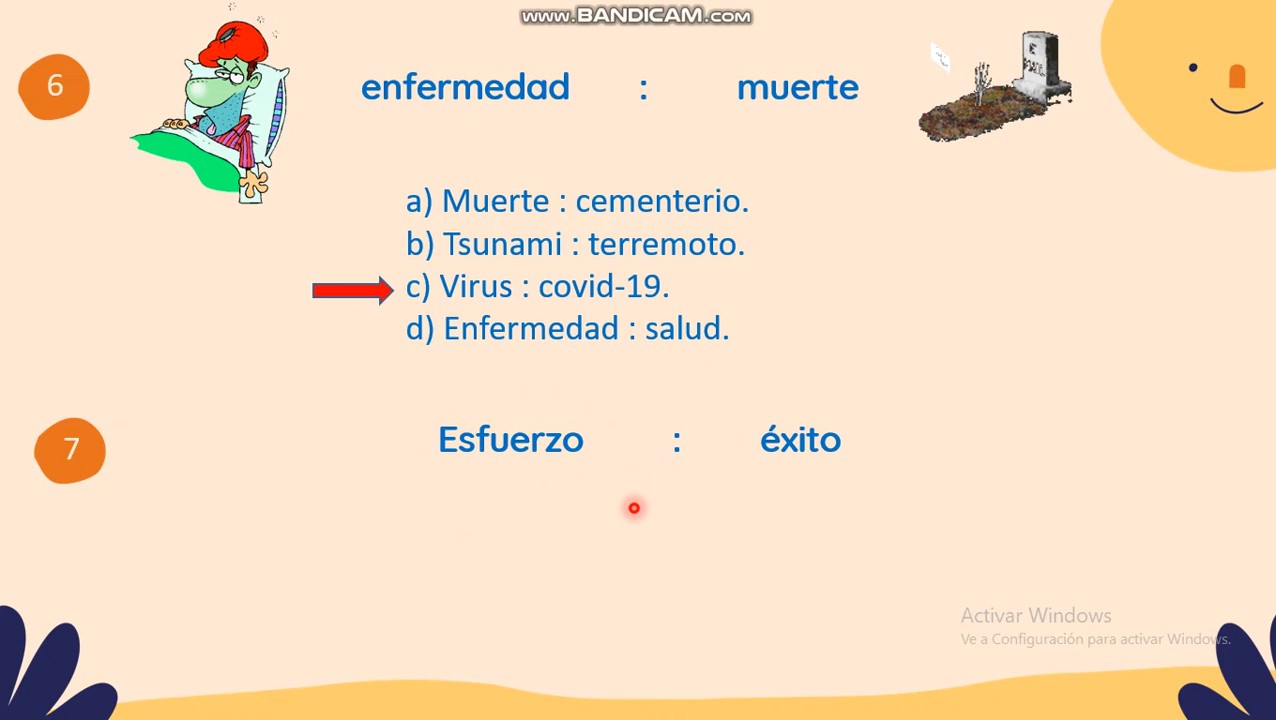 www.BANDICAM.com
6
enfermedad : muerte
a) Muerte : cementerio.
b) Tsunami : terremoto.
c) Virus : covid-19.
d) Enfermedad : salud.
7
Esfuerzo : éxito
Activar Windows
Ve a Configuración para activar Windows.